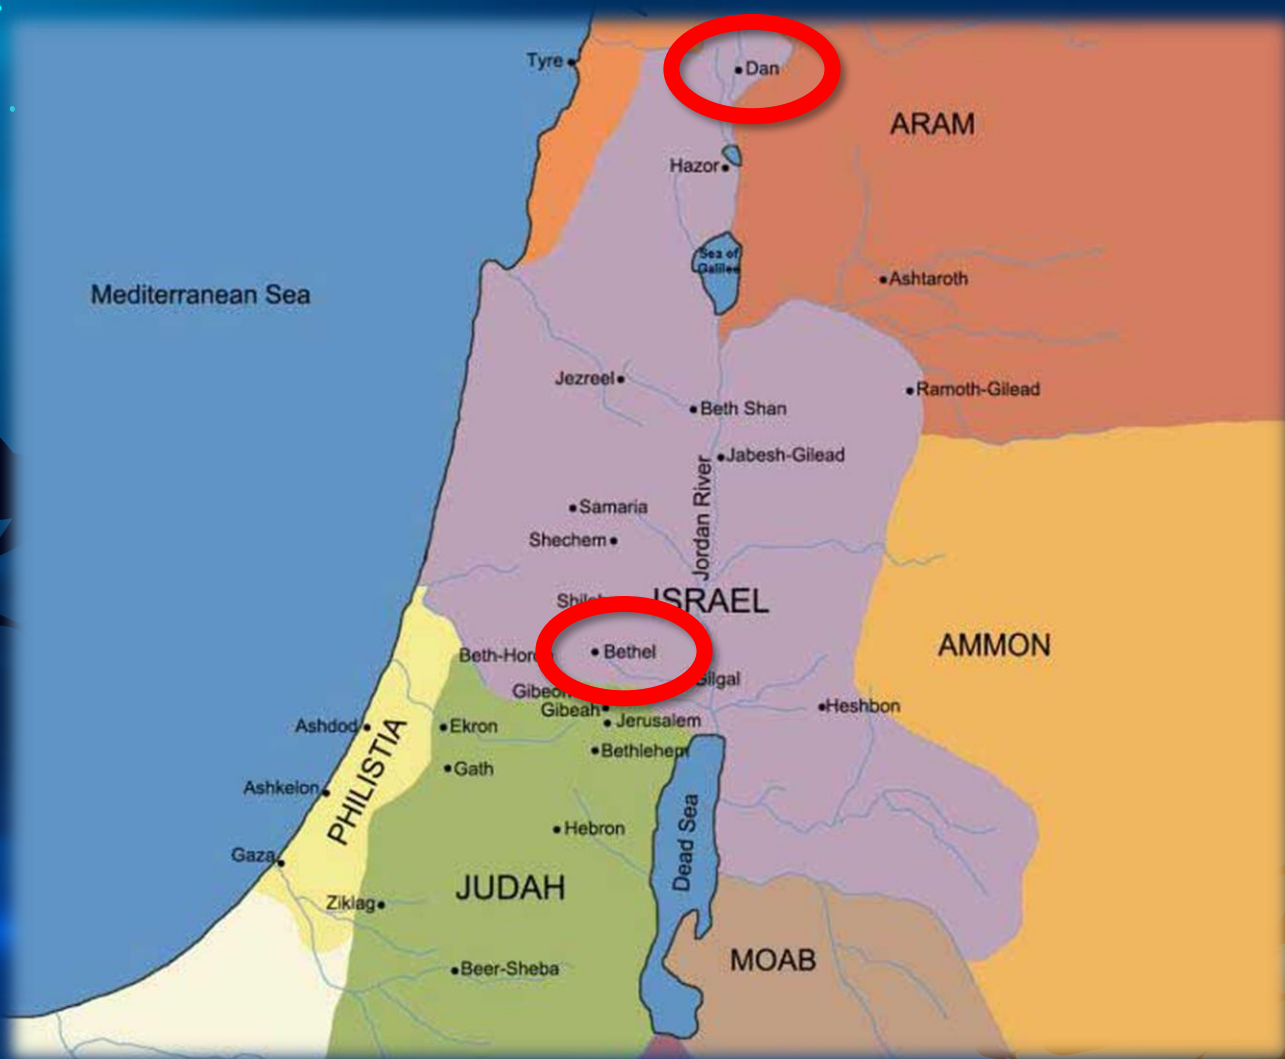 Tyre
Dan
ARAM
Hazor
Sea of
Galilee
Ashtaroth
Mediterranean Sea
Jezreel
Ramoth-Gilead
Beth Shan
Jabesh-Gilead
Jordan River
Samaria
Shechem
ISRAEL
AMMON
Bethel
Heshbon
Jerusalem
Gibeah
Ashdod
Ekron
PHILISTIA
Bethlehem
Gath
Ashkelon
Dead Sea
Hebron
Gaza
JUDAH
Ziklag
MOAB
Beer-Sheba